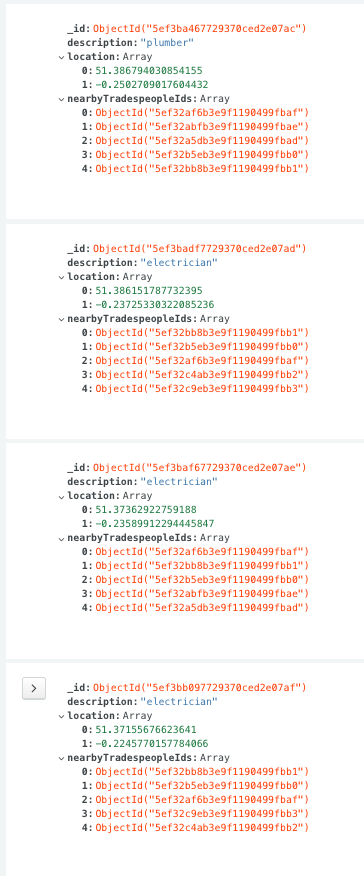 _id: ObjectId("5ef3ba467729370ced2e07ac")
description: "plumber"
location: Array
0: 51.386794030854155
1: -0.2502709017604432
nearbyTradespeopleIds: Array
0: ObjectId("5ef32af6b3e9f1190499fbaf")
1: ObjectId("5ef32abfb3e9f1190499fbae")
2: ObjectId("5ef32a5db3e9f1190499fbad")
3: ObjectId("5ef32b5eb3e9f1190499fbb0")
4: ObjectId("5ef32bb8b3e9f1190499fbb1")
_id: ObjectId("5ef3badf7729370ced2e07ad")
description: "electrician"
location: Array
0: 51.386151787732395
1: -0.23725330322085236
nearbyTradespeopleIds: Array
0: ObjectId("5ef32bb8b3e9f1190499fbb1")
1: ObjectId("5ef32b5eb3e9f1190499fbb0")
2: ObjectId("5ef32af6b3e9f1190499fbaf")
3: ObjectId("5ef32c4ab3e9f1190499fbb2")
4: ObjectId("5ef32c9eb3e9f1190499fbb3")
_id: ObjectId("5ef3baf67729370ced2e07ae")
description: "electrician"
location: Array
0: 51.37362922759188
1: -0.23589912294445847
nearbyTradespeopleIds: Array
0: ObjectId("5ef32af6b3e9f1190499fbaf")
1: ObjectId("5ef32bb8b3e9f1190499fbb1")
2: ObjectId("5ef32b5eb3e9f1190499fbb0")
3: ObjectId("5ef32abfb3e9f1190499fbae")
4: ObjectId("5ef32a5db3e9f1190499fbad")
_id: ObjectId("5ef3bb097729370ced2e07af")
description: "electrician"
location: Array
0: 51.37155676623641
1: -0.2245770157784066
nearbyTradespeopleIds: Array
0: ObjectId("5ef32bb8b3e9f1190499fbb1")
1: ObjectId("5ef32b5eb3e9f1190499fbb0")
2: ObjectId("5ef32af6b3e9f1190499fbaf")
3: ObjectId("5ef32c9eb3e9f1190499fbb3")
4: ObjectId("5ef32c4ab3e9f1190499fbb2")